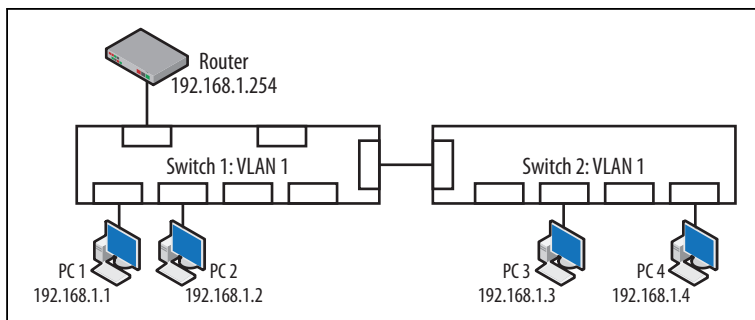 Router
192.168.1.254
Switch 1: VLAN 1
Switch 2: VLAN 1
PC 1
192.168.1.1
PC 2
192.168.1.2
PC 3
192.168.1.3
PC 4
192.168.1.4